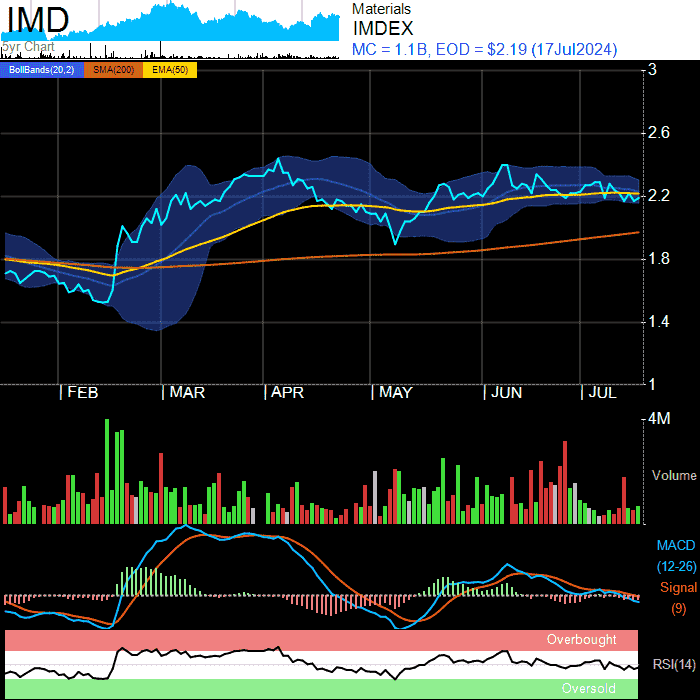 IMD
5yr Chart
Materials
IMDEX
MC = 1.1B, EOD = $2.19 (17Jul2024)
BollBands(20,2) SMA(200) EMA(50)
3
2.6
2.2
1.8
1.4
1
FEB MAR APR MAY JUN JUL
4M
Volume
MACD
(12-26)
Signal
(9)
Overbought
RSI(14)
Oversold